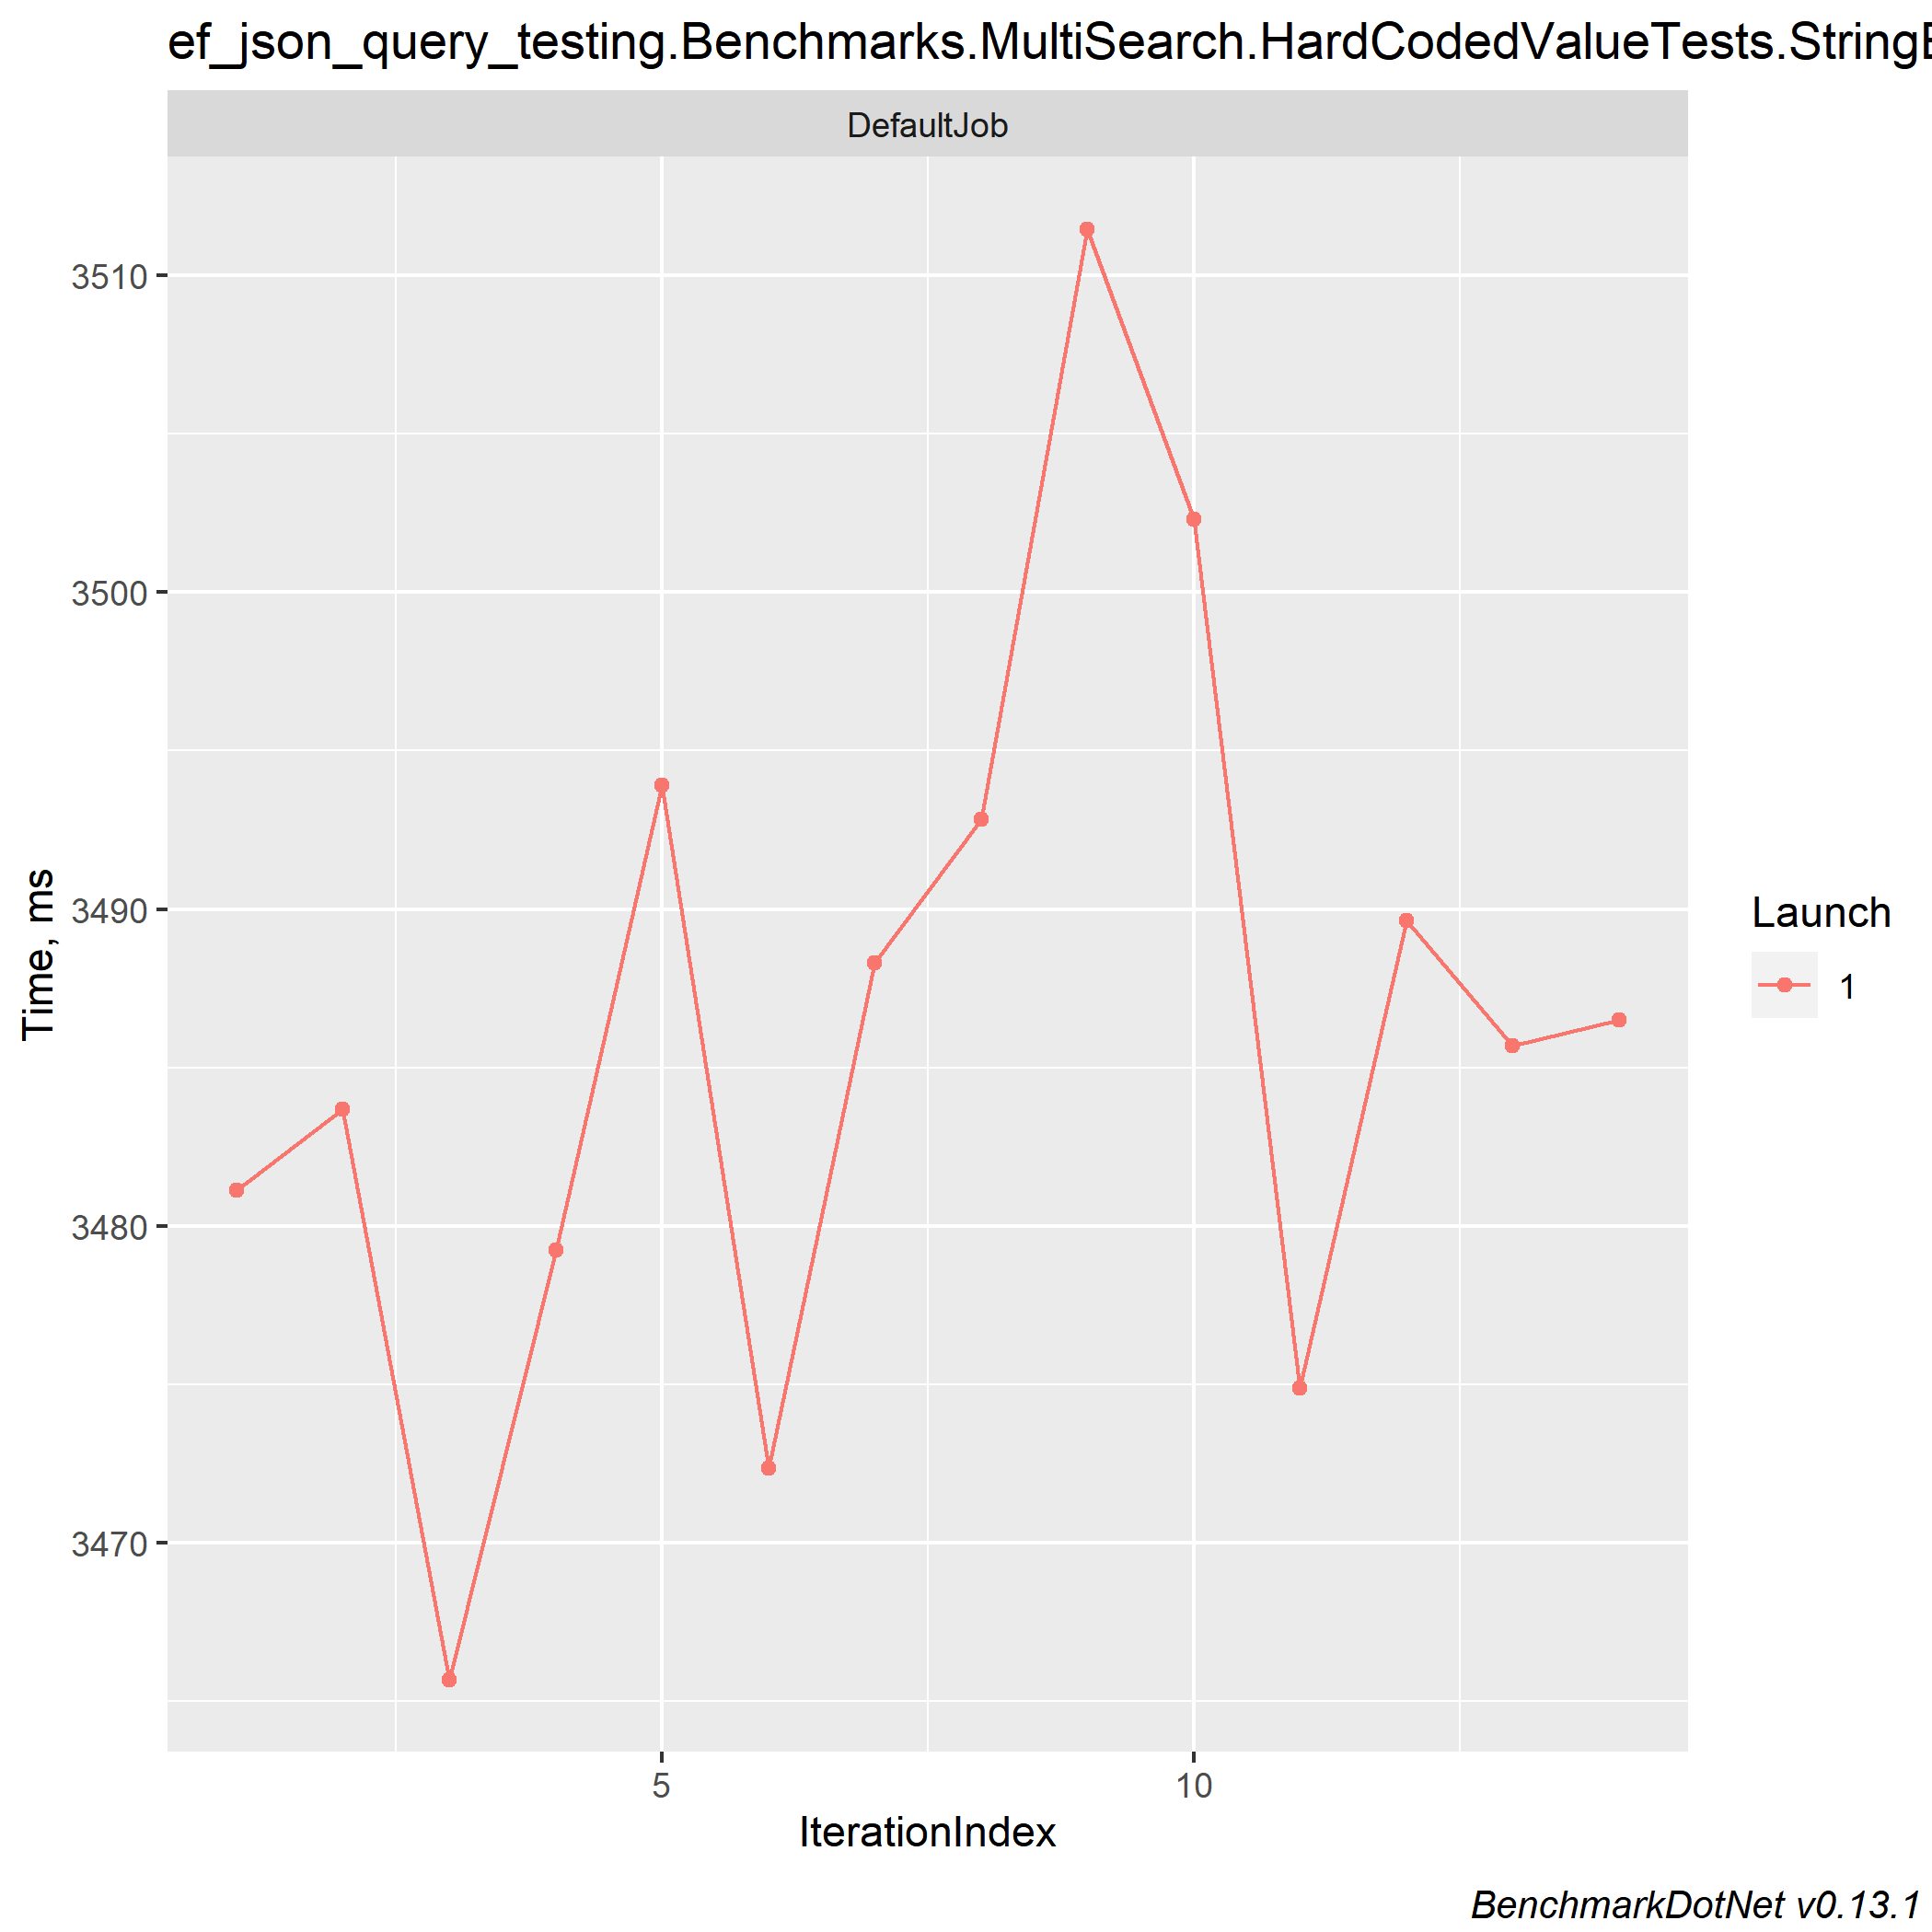 ef_json_query_testing.Benchmarks.MultiSearch.HardCodedValueTests.String
DefaultJob
3510
3500
3490
3480
3470
Time, ms
5
10
IterationIndex
Launch
1
BenchmarkDotNet v0.13.1